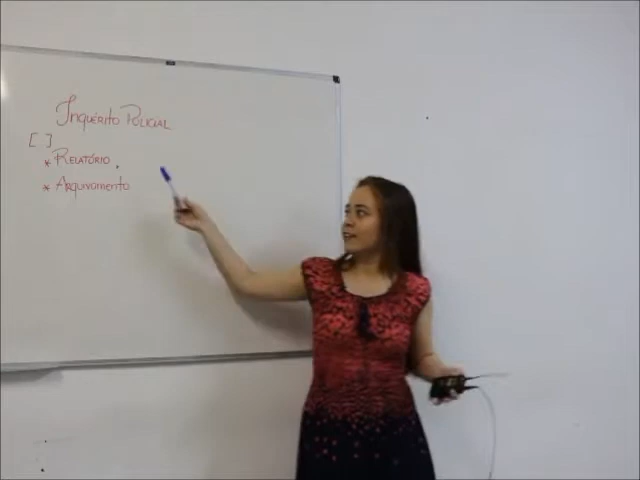 Inquérito Policial
[..]
* Relatório.
* Arquivamento